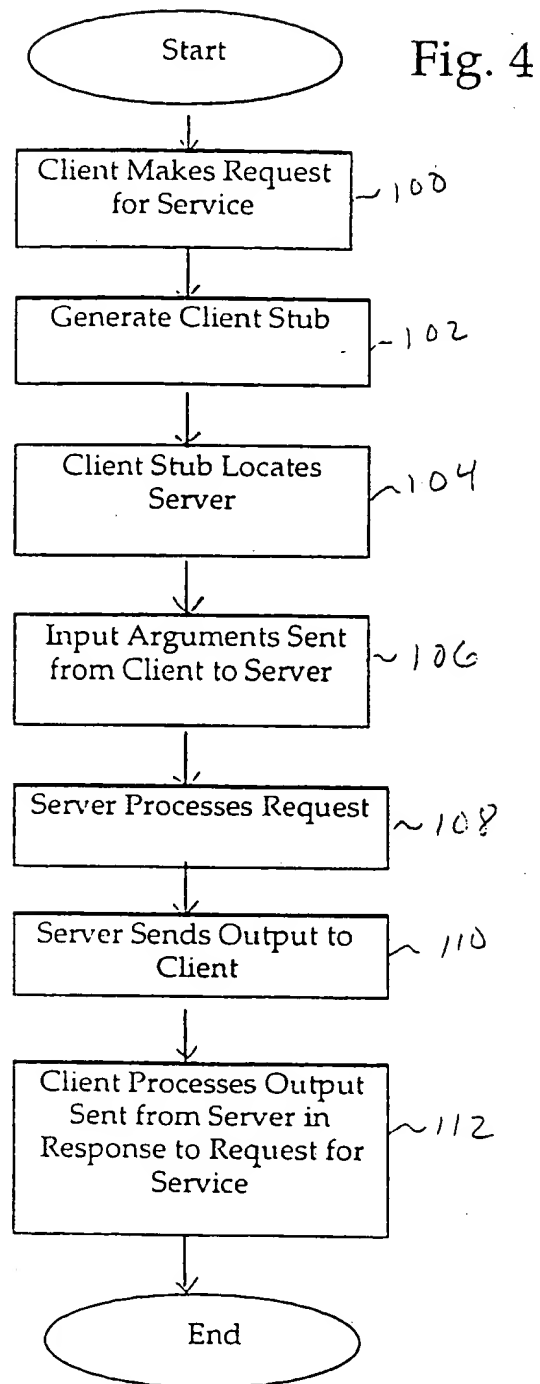 Start
Fig. 4
Client Makes Request
for Service
100
Generate Client Stub
102
Client Stub Locates
Server
104
Input Arguments Sent
from Client to Server
106
Server Processes Request
108
Server Sends Output to
Client
110
Client Processes Output
Sent from Server in
Response to Request for
Service
112
End